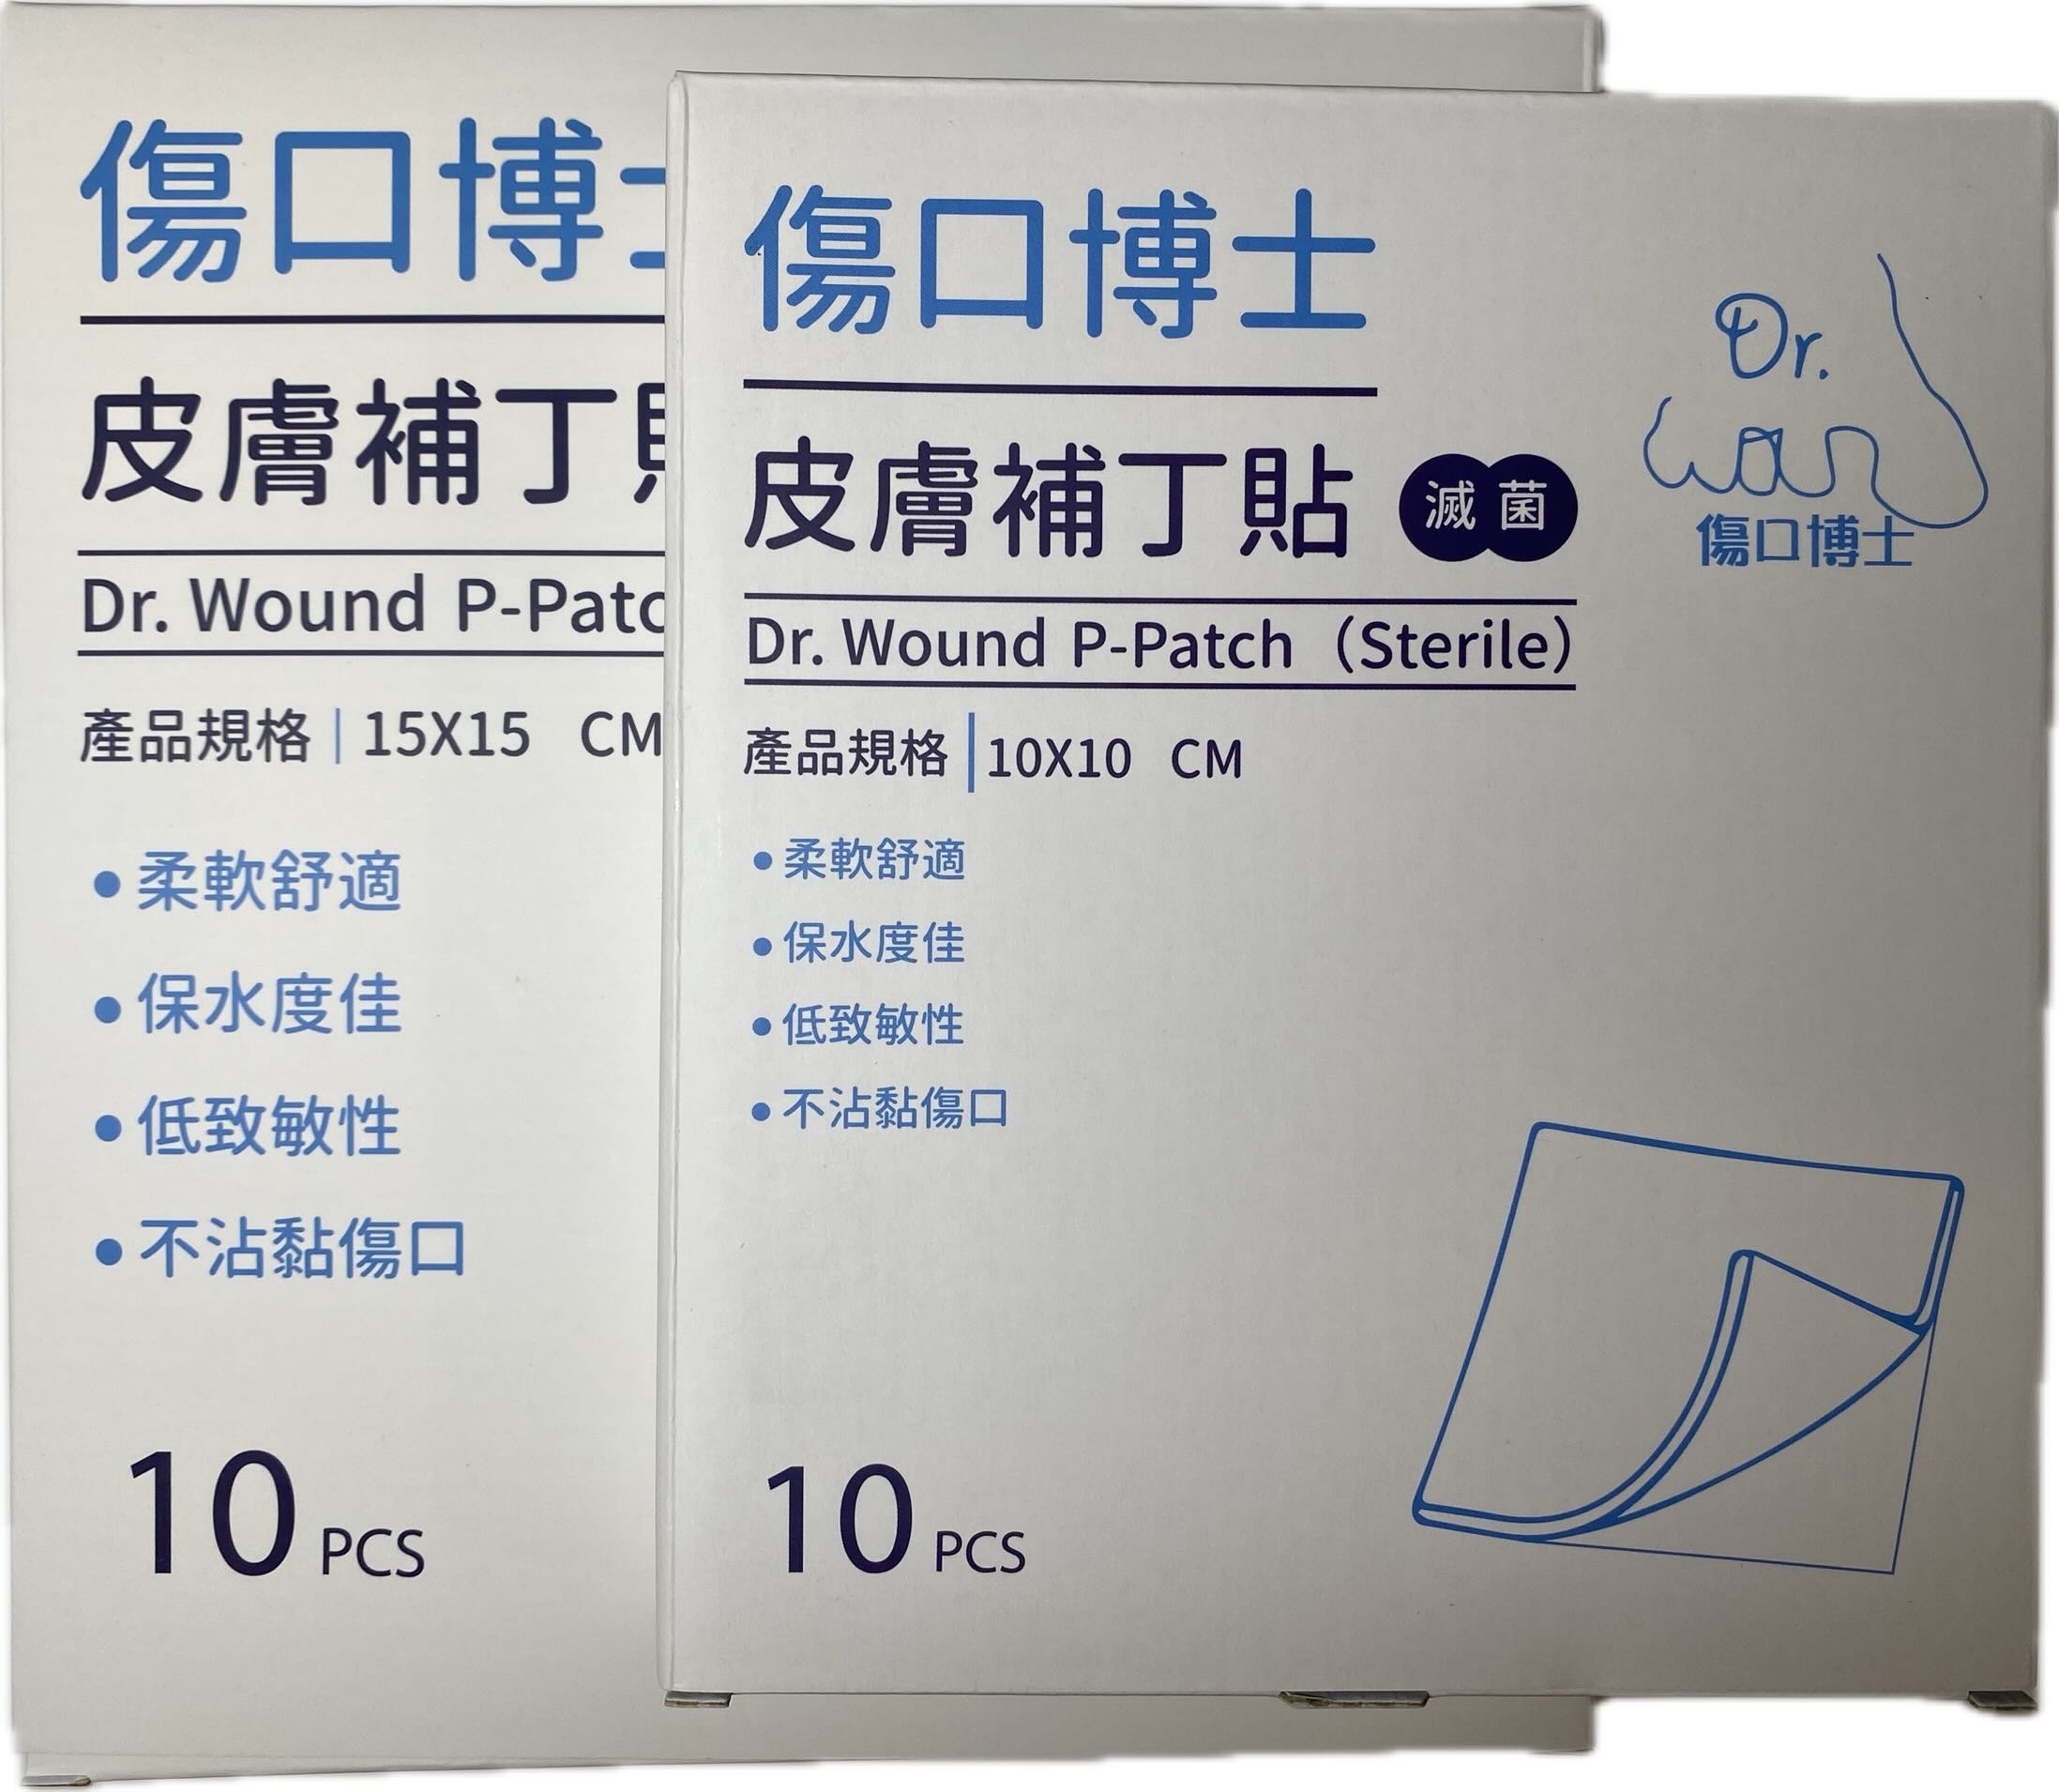 傷口博士
皮膚補丁貼
Dr. Wound P-Patc
產品規格 | 15X15 CM
• 柔軟舒適
• 保水度佳
• 低致敏性
• 不沾黏傷口
10 PCS
傷口博士
皮膚補丁貼 滅菌
Dr. Wound P-Patch（Sterile）
產品規格 | 10X10 CM
• 柔軟舒適
• 保水度佳
• 低致敏性
• 不沾黏傷口
10 PCS
Dr.
Wan
傷口博士